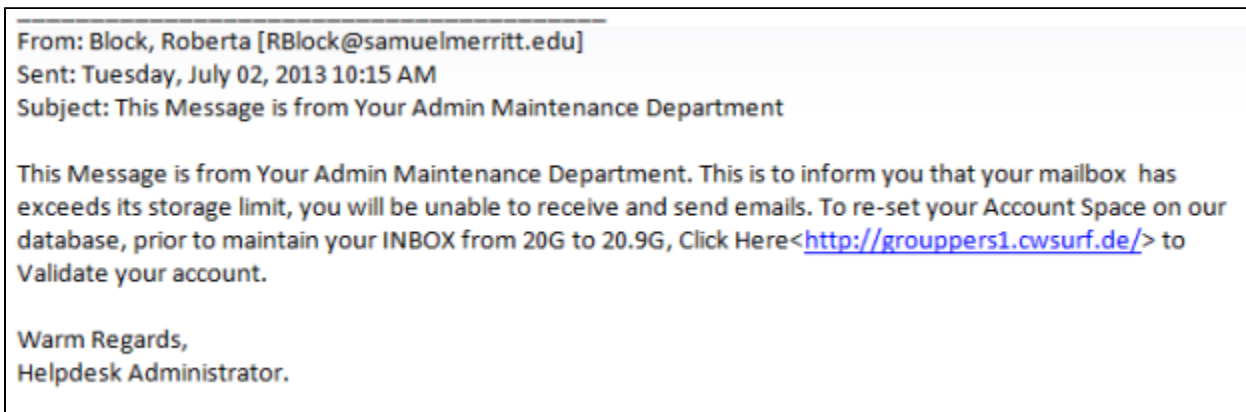 From: Block, Roberta [RBlock@samuelmerritt.edu]
Sent: Tuesday, July 02, 2013 10:15 AM
Subject: This Message is from Your Admin Maintenance Department
This Message is from Your Admin Maintenance Department. This is to inform you that your mailbox  has
exceeds its storage limit, you will be unable to receive and send emails. To re-set your Account Space on our
database, prior to maintain your INBOX from 20G to 20.9G, Click Here<http://grouppers1.cwsurf.de/> to
Validate your account.
Warm Regards,
Helpdesk Administrator.